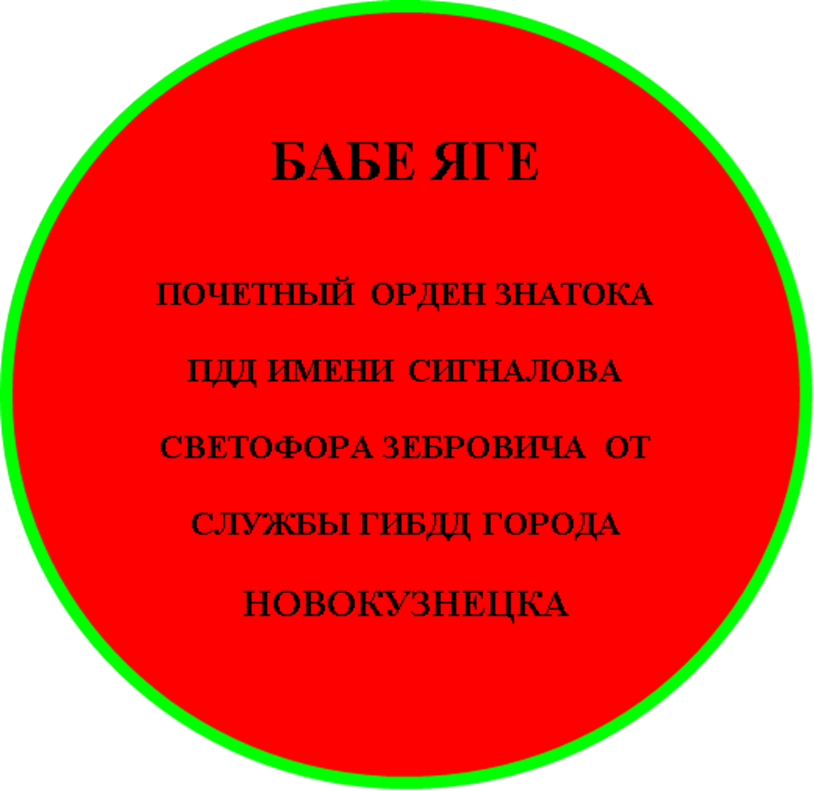 БАБЕ ЯГЕ
ПОЧЕТНЫЙ ОРДЕН ЗНАТОКА
ПДД ИМЕНИ СИГНАЛОВА
СВЕТОФОРА ЗЕБРОВИЧА ОТ
СЛУЖБЫ ГИБДД ГОРОДА
НОВОКУЗНЕЦКА